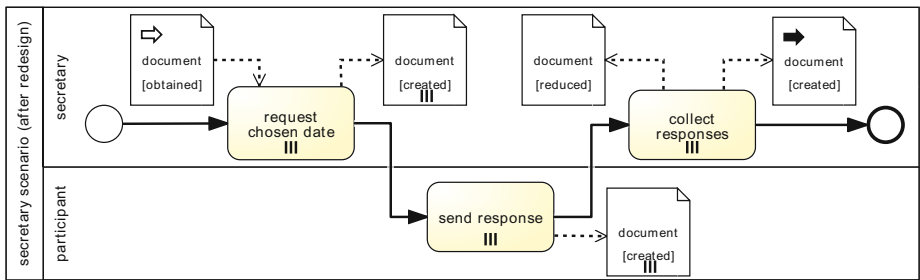 secretary scenario (after redesign)
secretary
document
[obtained]
document
[created]
document
[reduced]
document
[created]
request
chosen date
collect
responses
participant
send response
document
[created]